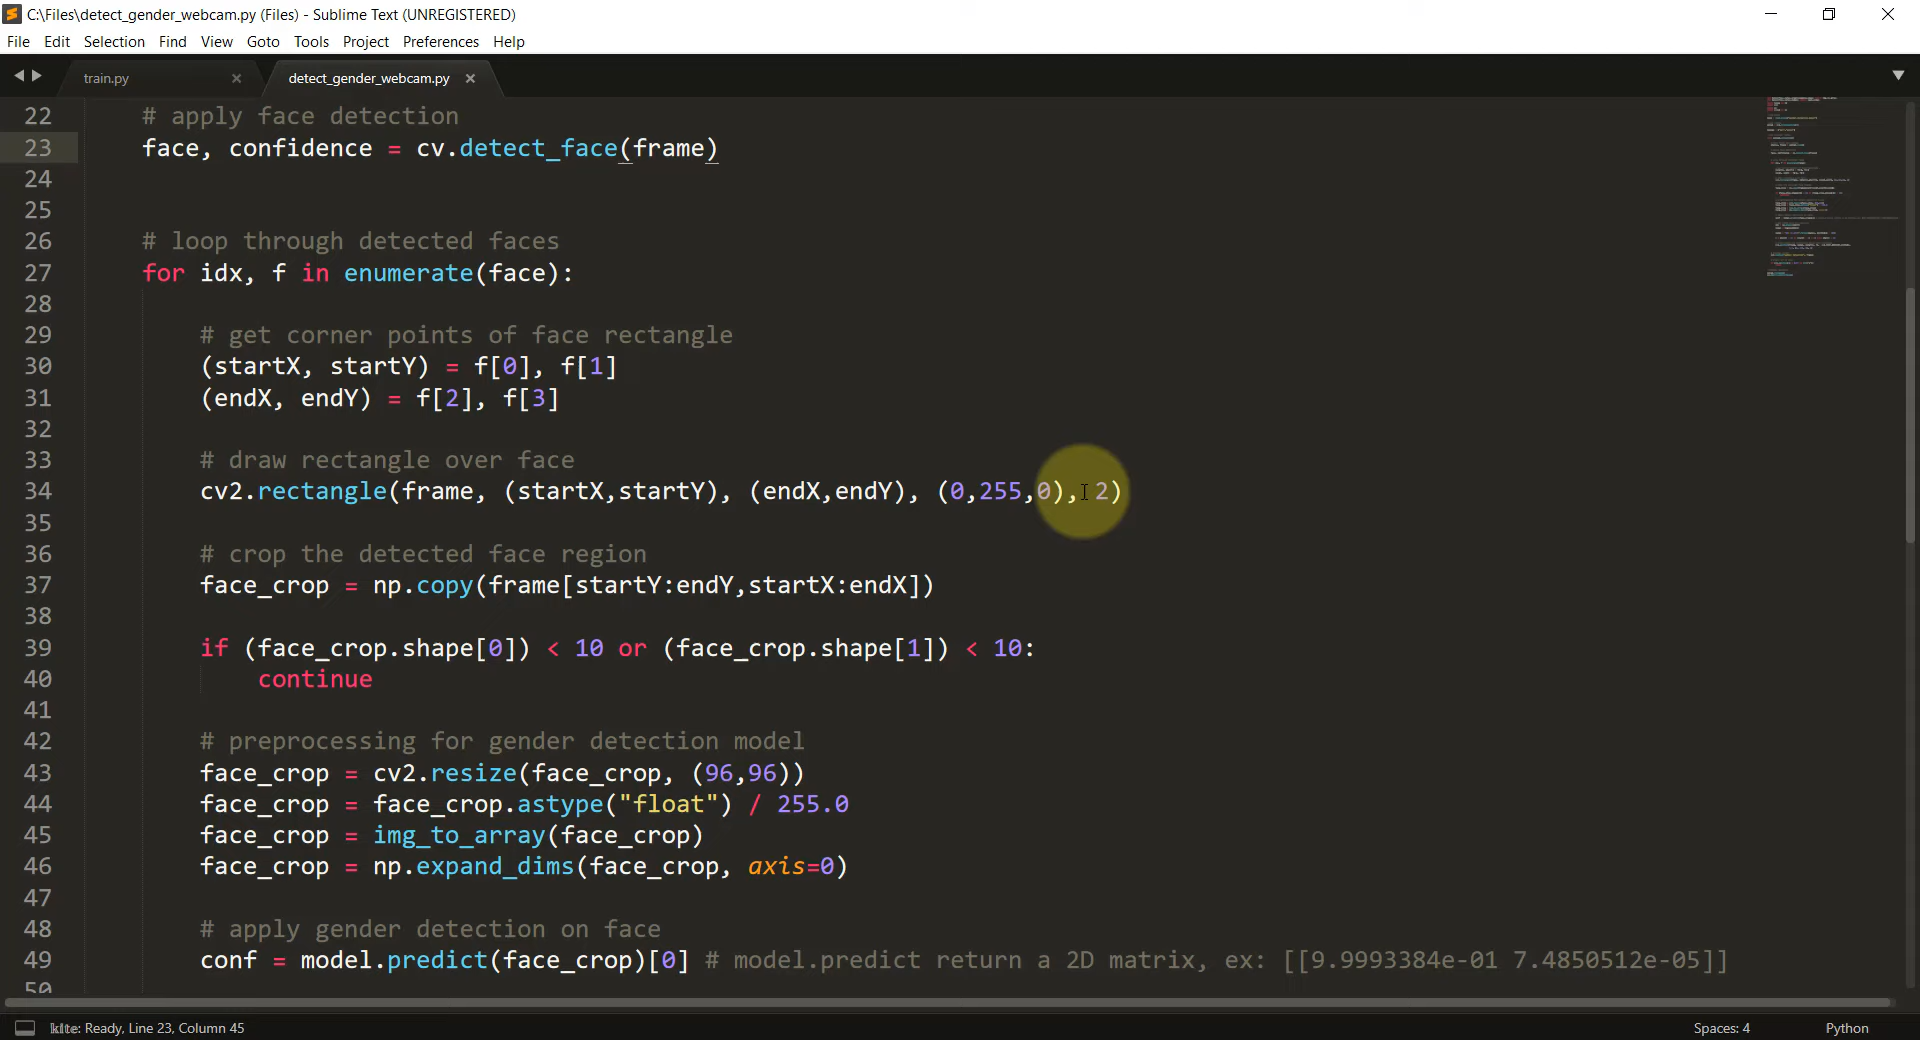 C:\Files\detect_gender_webcam.py (Files) - Sublime Text (UNREGISTERED)
File Edit Selection Find View Goto Tools Project Preferences Help
train.py detect_gender_webcam.py
22 # apply face detection
23 face, confidence = cv.detect_face(frame)
24
25
26 # loop through detected faces
27 for idx, f in enumerate(face):
28
29 # get corner points of face rectangle
30 (startX, startY) = f[0], f[1]
31 (endX, endY) = f[2], f[3]
32
33 # draw rectangle over face
34 cv2.rectangle(frame, (startX,startY), (endX,endY), (0,255,0), 2)
35
36 # crop the detected face region
37 face_crop = np.copy(frame[startY:endY,startX:endX])
38
39 if (face_crop.shape[0]) < 10 or (face_crop.shape[1]) < 10:
40 continue
41
42 # preprocessing for gender detection model
43 face_crop = cv2.resize(face_crop, (96,96))
44 face_crop = face_crop.astype("float") / 255.0
45 face_crop = img_to_array(face_crop)
46 face_crop = np.expand_dims(face_crop, axis=0)
47
48 # apply gender detection on face
49 conf = model.predict(face_crop)[0] # model.predict return a 2D matrix, ex: [[9.9993384e-01 7.4850512e-05]]
50
kite: Ready, Line 23, Column 45 Spaces: 4 Python